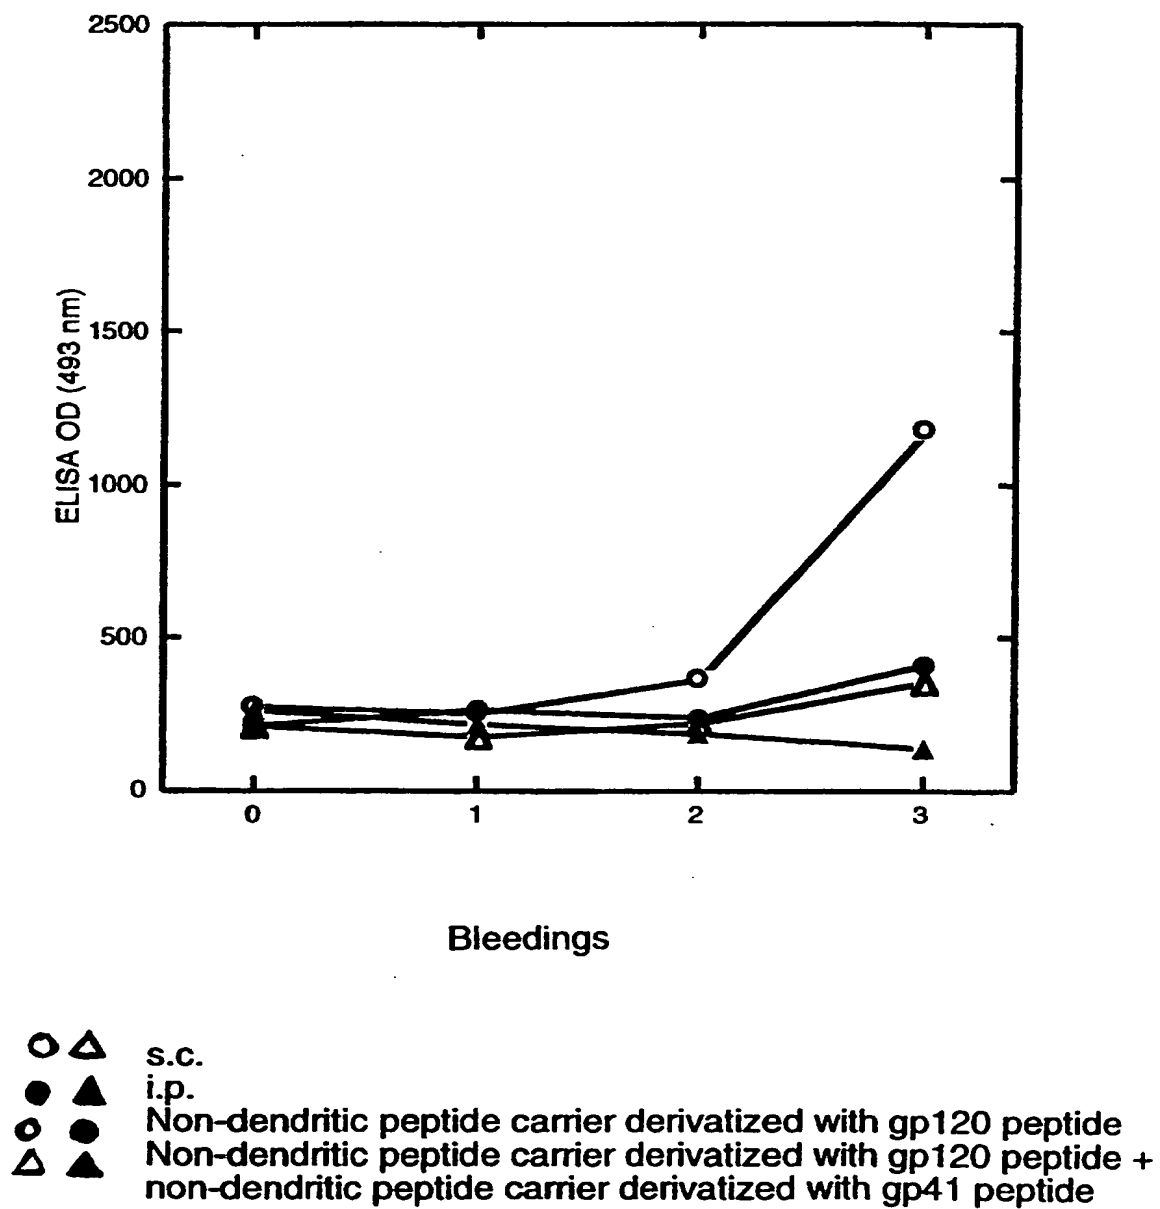 2500
2000
1500
1000
500
0
ELISA OD (493 nm)
0 1 2 3
Bleedings
s.c.
i.p.
Non-dendritic peptide carrier derivatized with gp120 peptide
Non-dendritic peptide carrier derivatized with gp120 peptide +
non-dendritic peptide carrier derivatized with gp41 peptide